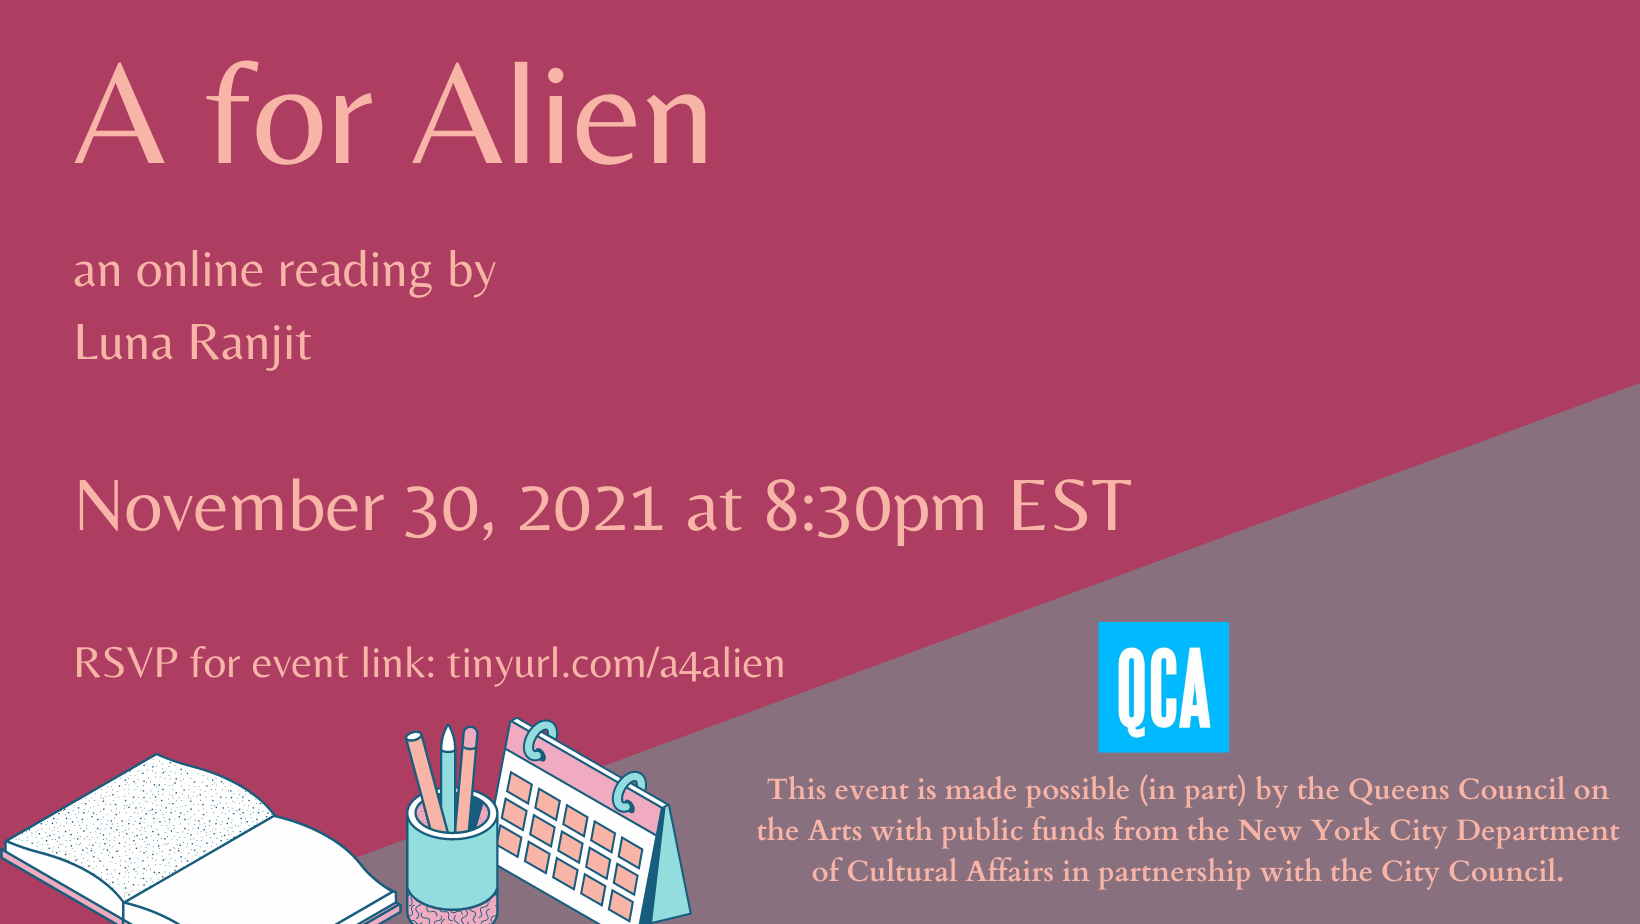 A for Alien
an online reading by
Luna Ranjit
November 30, 2021 at 8:30pm EST
RSVP for event link: tinyurl.com/a4alien
QCA
This event is made possible (in part) by the Queens Council on
the Arts with public funds from the New York City Department
of Cultural Affairs in partnership with the City Council.